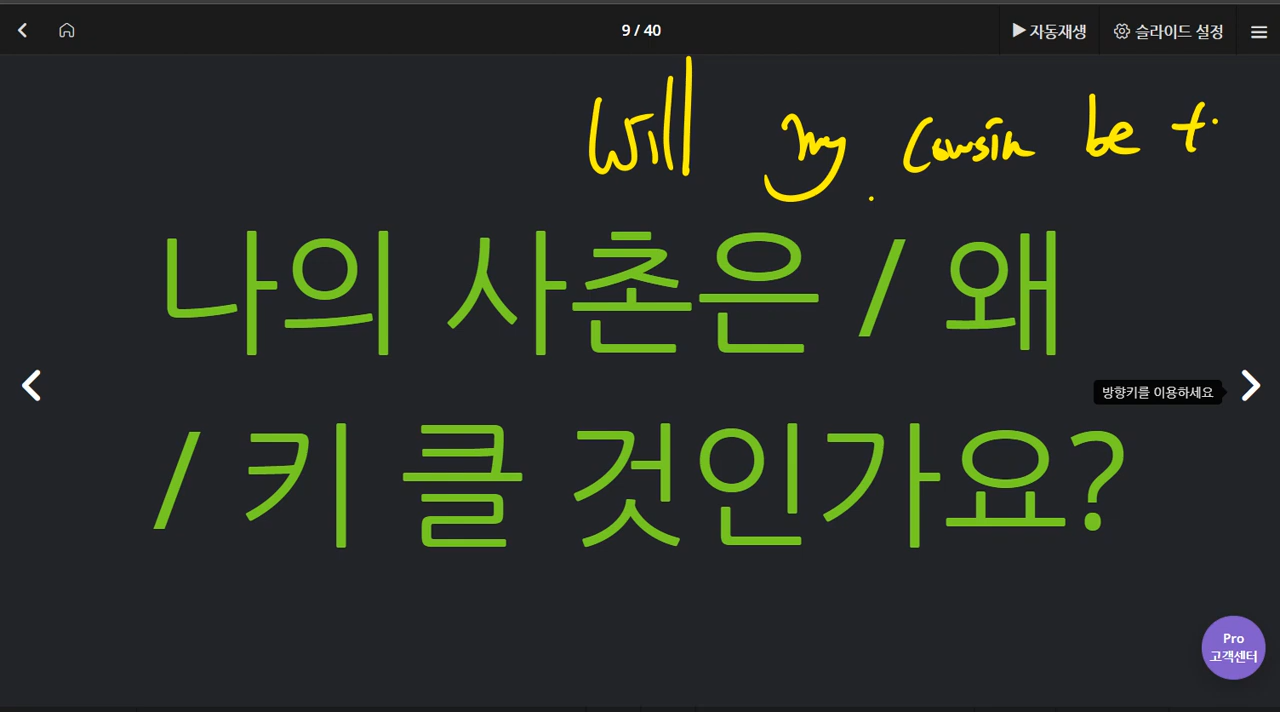 9 / 40
▶ 자동재생
슬라이드 설정
Will my cousin be t
나의 사촌은 / 왜
방향키를 이용하세요
/ 키 클 것인가요?
Pro
고객센터